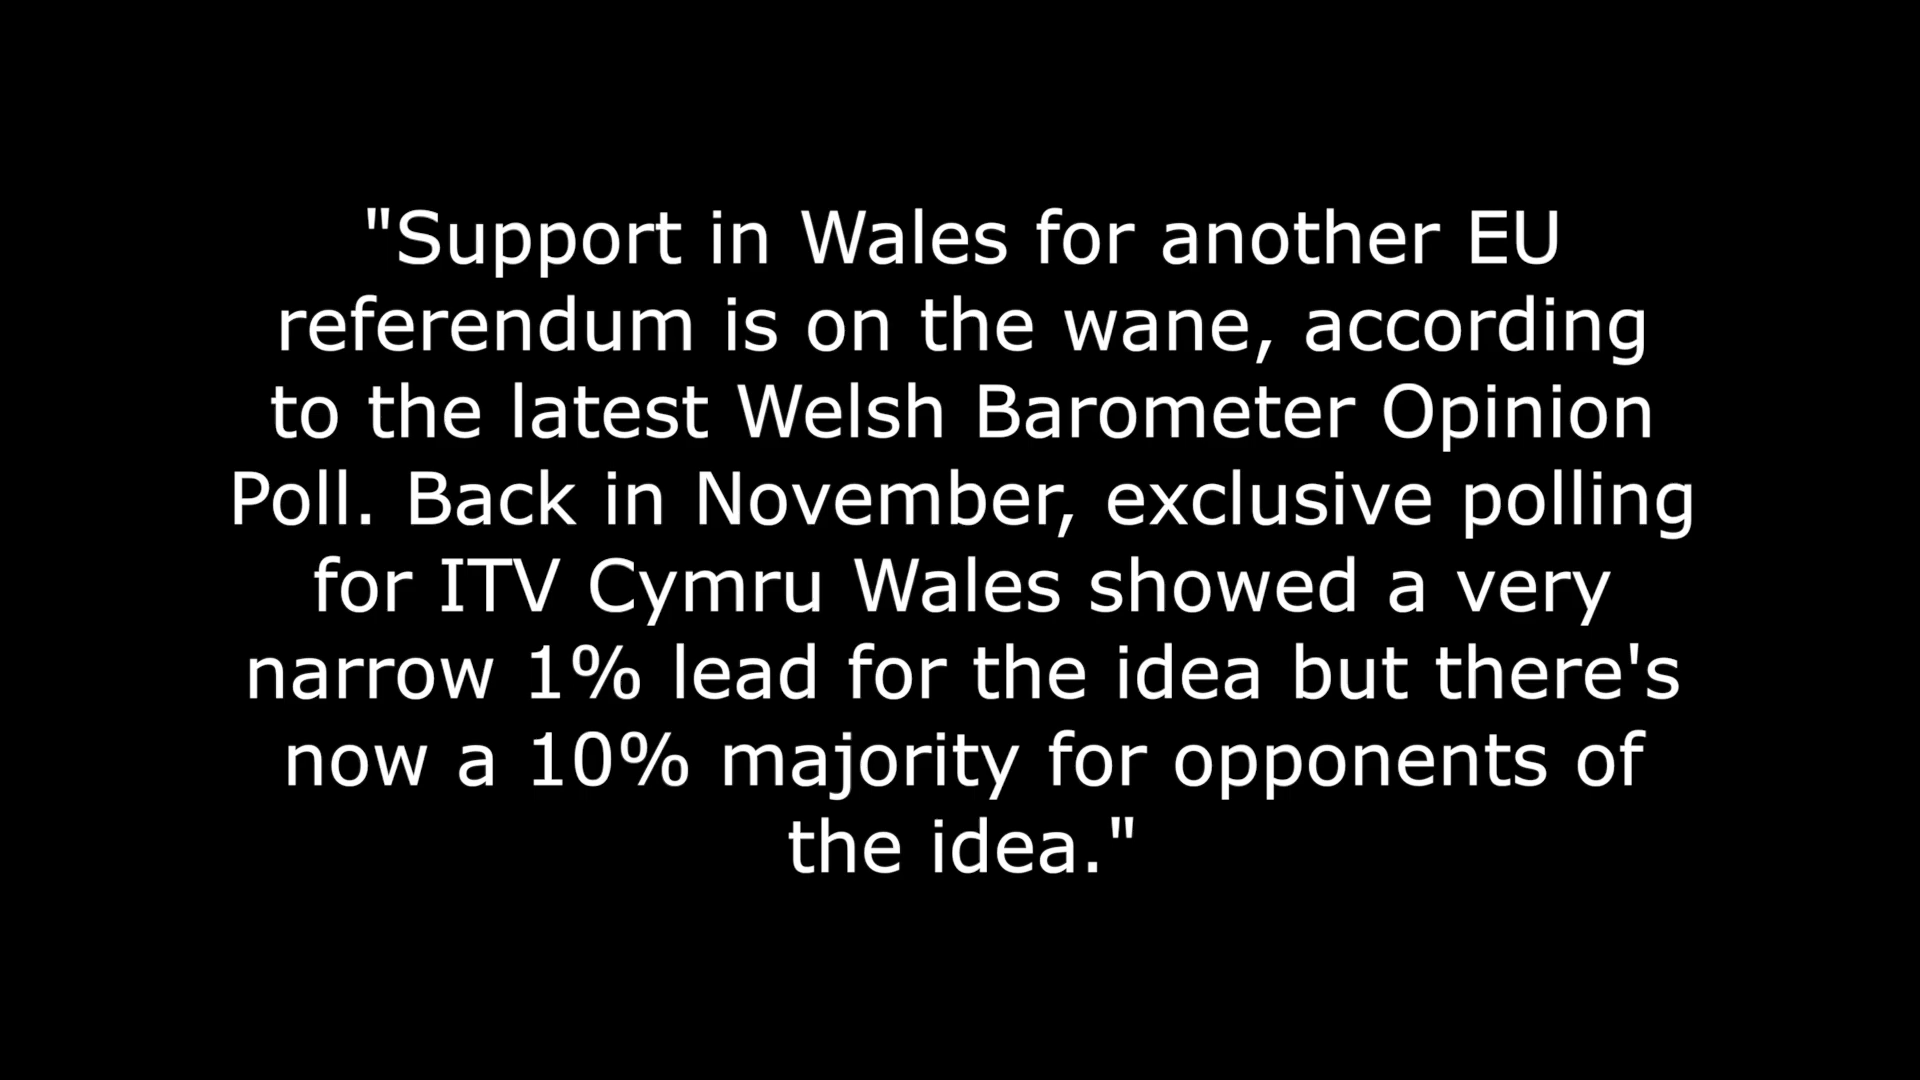 "Support in Wales for another EU
referendum is on the wane, according
to the latest Welsh Barometer Opinion
Poll. Back in November, exclusive polling
for ITV Cymru Wales showed a very
narrow 1% lead for the idea but there's
now a 10% majority for opponents of
the idea."